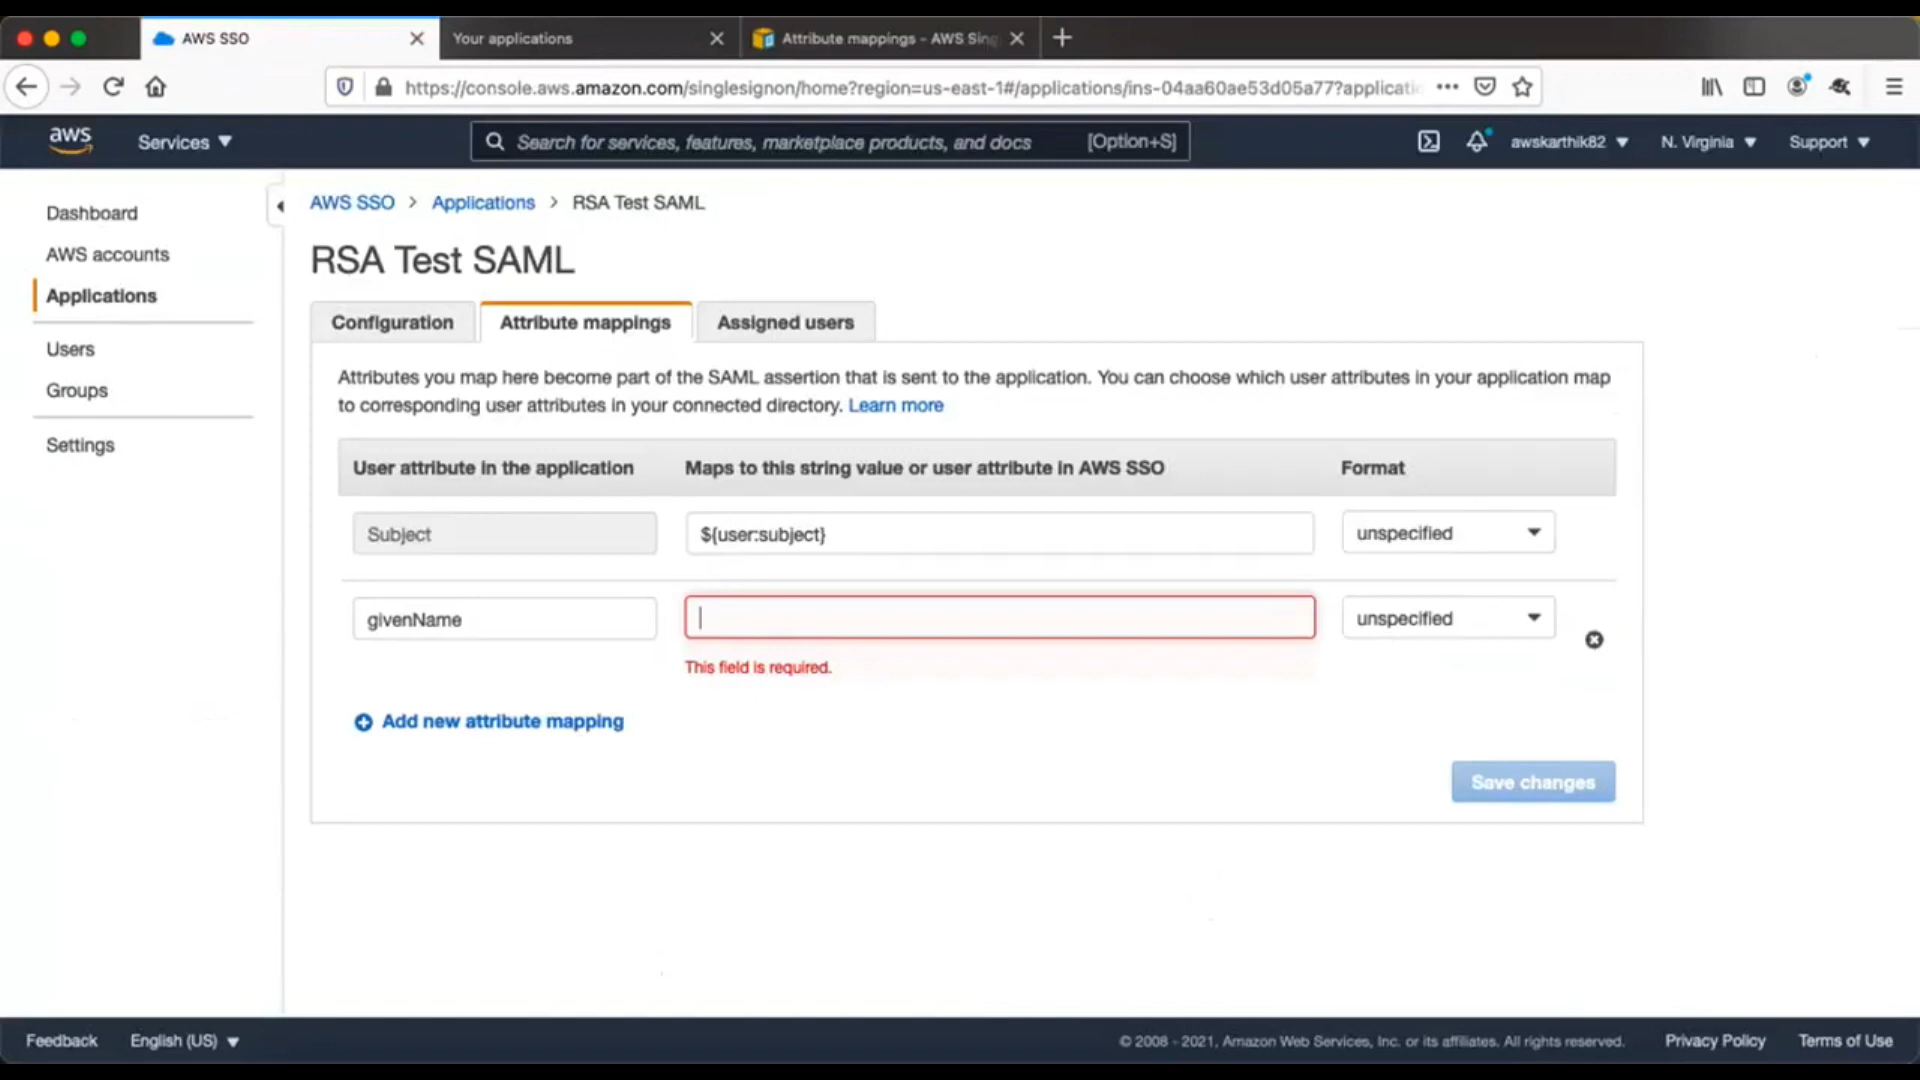 AWS SSO
Your applications
Attribute mappings - AWS Sing
https://console.aws.amazon.com/singlesignon/home?region=us-east-1#/applications/ins-04aa60ae53d05a77?applicati
aws
Services
Search for services, features, marketplace products, and docs
[Option+S]
awskarthik82
N. Virginia
Support
Dashboard
AWS accounts
Applications
Users
Groups
Settings
AWS SSO > Applications > RSA Test SAML
RSA Test SAML
Configuration
Attribute mappings
Assigned users
Attributes you map here become part of the SAML assertion that is sent to the application. You can choose which user attributes in your application map
to corresponding user attributes in your connected directory. Learn more
User attribute in the application
Maps to this string value or user attribute in AWS SSO
Format
Subject
${user:subject}
unspecified
givenName
unspecified
This field is required.
Add new attribute mapping
Save changes
Feedback
English (US)
© 2008 - 2021, Amazon Web Services, Inc. or its affiliates. All rights reserved.
Privacy Policy
Terms of Use